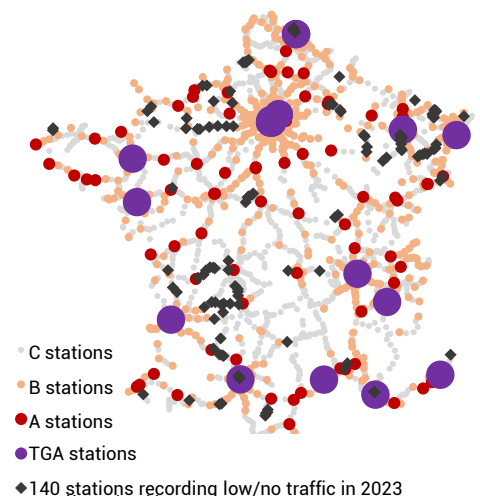 C stations
B stations
A stations
TGA stations
140 stations recording low/no traffic in 2023